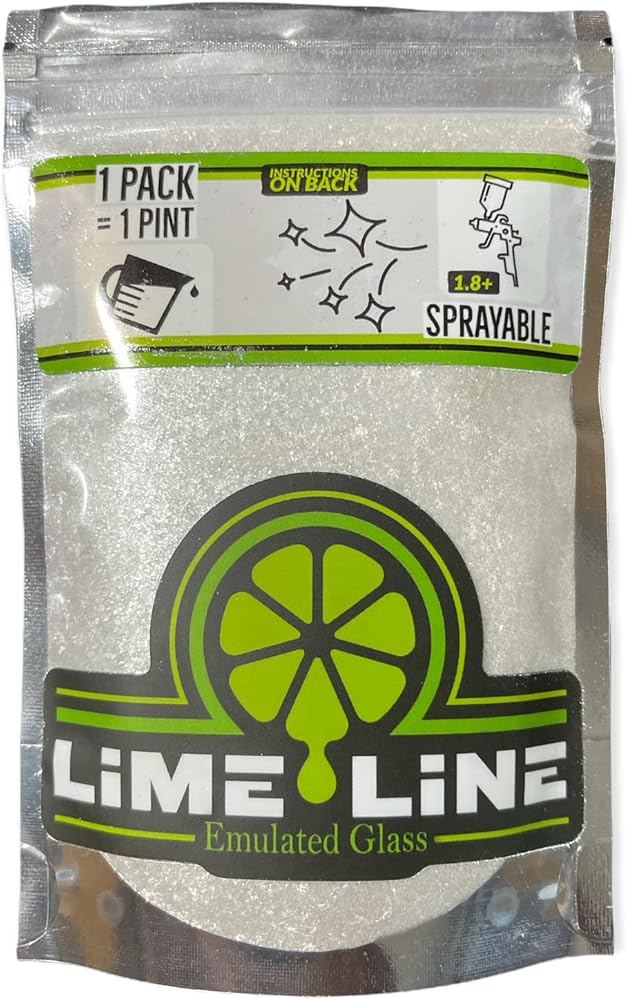 1 PACK
= 1 PINT
INSTRUCTIONS
ON BACK
1.8+
SPRAYABLE
LiME LiNE
Emulated Glass